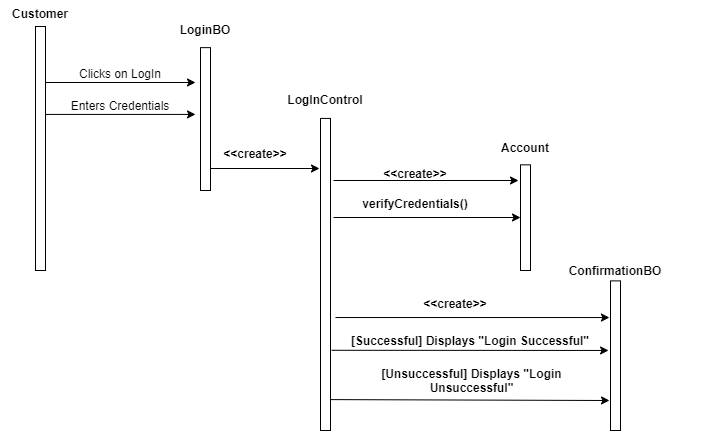 Customer
LoginBO
Clicks on LogIn
Enters Credentials
LogInControl
<<create>>
Account
<<create>>
verifyCredentials()
ConfirmationBO
<<create>>
[Successful] Displays "Login Successful"
[Unsuccessful] Displays "Login
Unsuccessful"